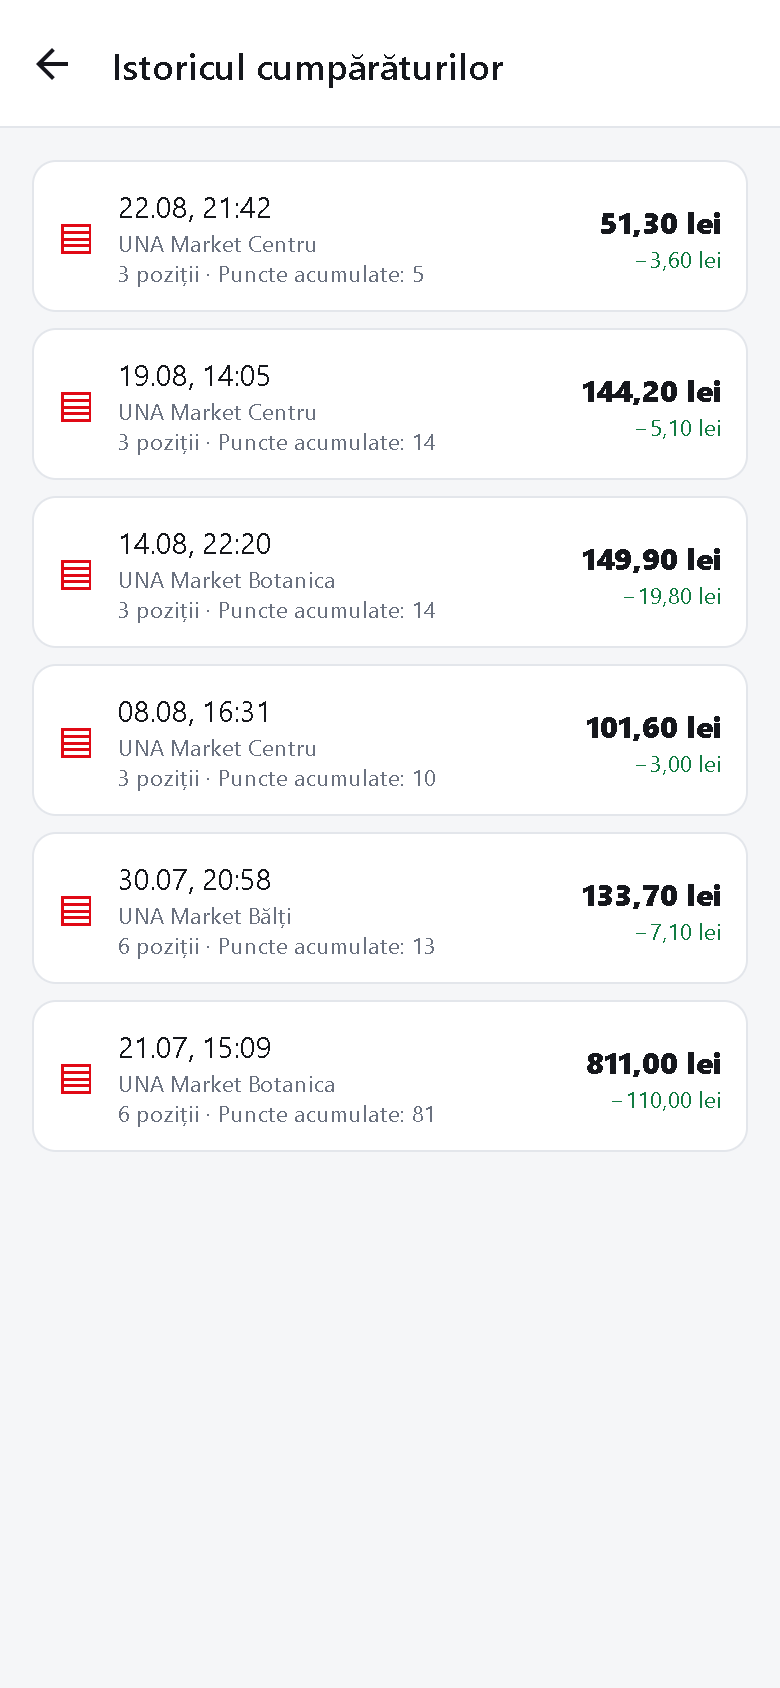 Istoricul cumpărăturilor
22.08, 21:42
UNA Market Centru
3 poziții · Puncte acumulate: 5
51,30 lei
−3,60 lei
19.08, 14:05
UNA Market Centru
3 poziții · Puncte acumulate: 14
144,20 lei
−5,10 lei
14.08, 22:20
UNA Market Botanica
3 poziții · Puncte acumulate: 14
149,90 lei
−19,80 lei
08.08, 16:31
UNA Market Centru
3 poziții · Puncte acumulate: 10
101,60 lei
−3,00 lei
30.07, 20:58
UNA Market Bălți
6 poziții · Puncte acumulate: 13
133,70 lei
−7,10 lei
21.07, 15:09
UNA Market Botanica
6 poziții · Puncte acumulate: 81
811,00 lei
−110,00 lei